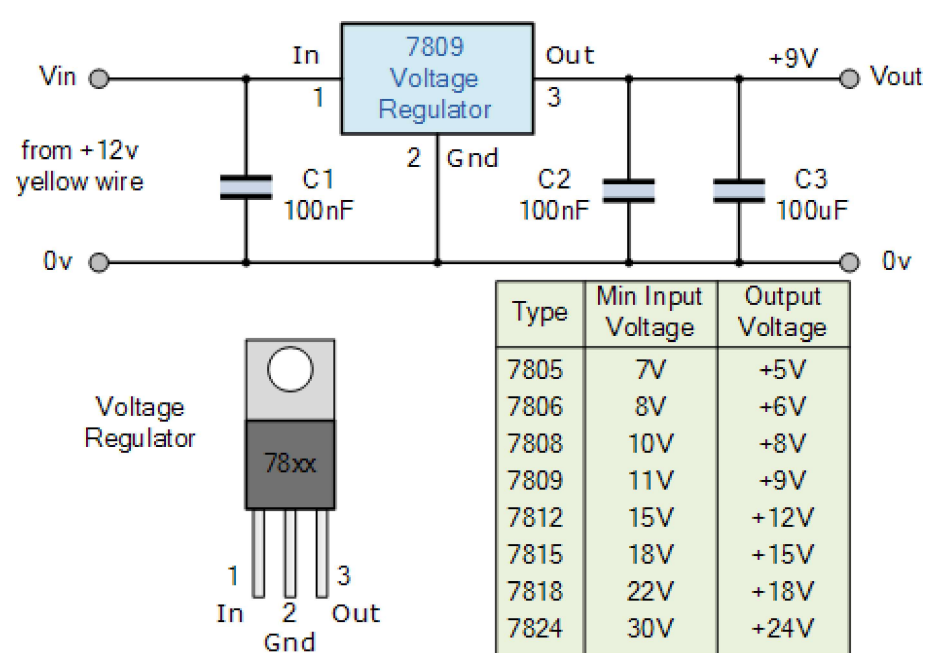 7809
Voltage
Regulator
In
1
Out
3
+9V
Vin
Vout
from +12v
yellow wire
2 Gnd
C1
100nF
C2
100nF
C3
100uF
0v
0v
Type Min Input Voltage Output Voltage
7805 7V +5V
7806 8V +6V
7808 10V +8V
7809 11V +9V
7812 15V +12V
7815 18V +15V
7818 22V +18V
7824 30V +24V
Voltage
Regulator
78xx
1 3
In 2 Out
Gnd